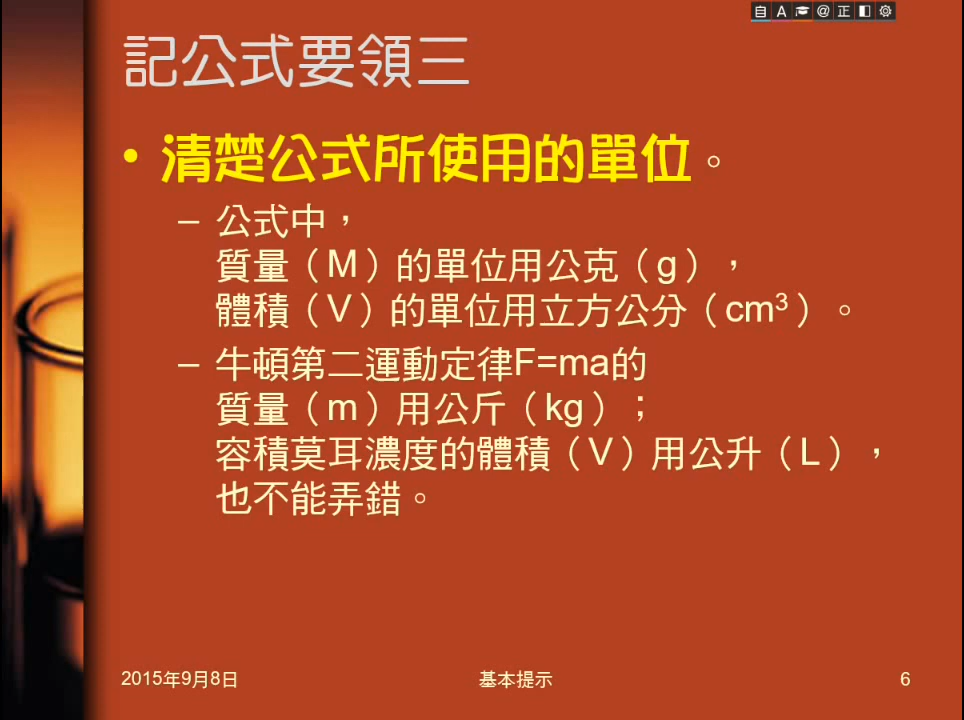 自 A @ 正
記公式要領三
• 清楚公式所使用的單位。
– 公式中，
質量（M）的單位用公克（g），
體積（V）的單位用立方公分（cm³）。
– 牛頓第二運動定律F=ma的
質量（m）用公斤（kg）；
容積莫耳濃度的體積（V）用公升（L），
也不能弄錯。
2015年9月8日
基本提示
6